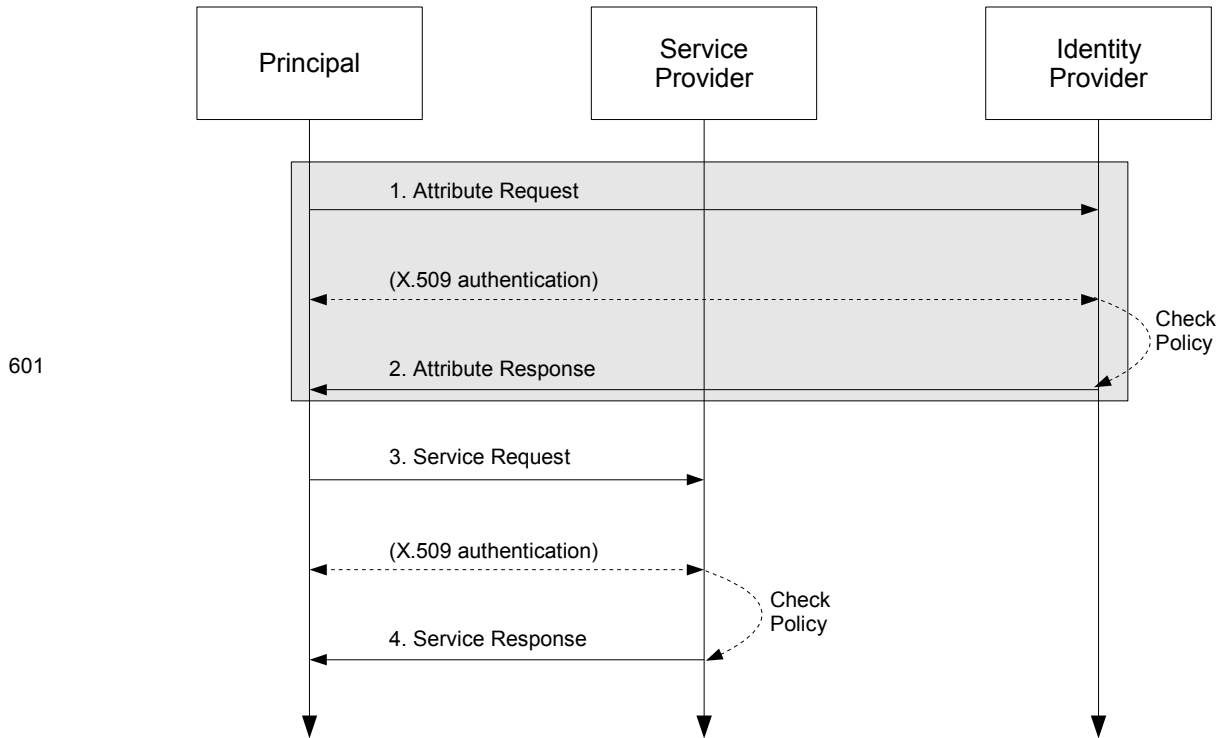 Principal
Service
Provider
Identity
Provider
1. Attribute Request
(X.509 authentication)
Check
Policy
601
2. Attribute Response
3. Service Request
(X.509 authentication)
Check
Policy
4. Service Response